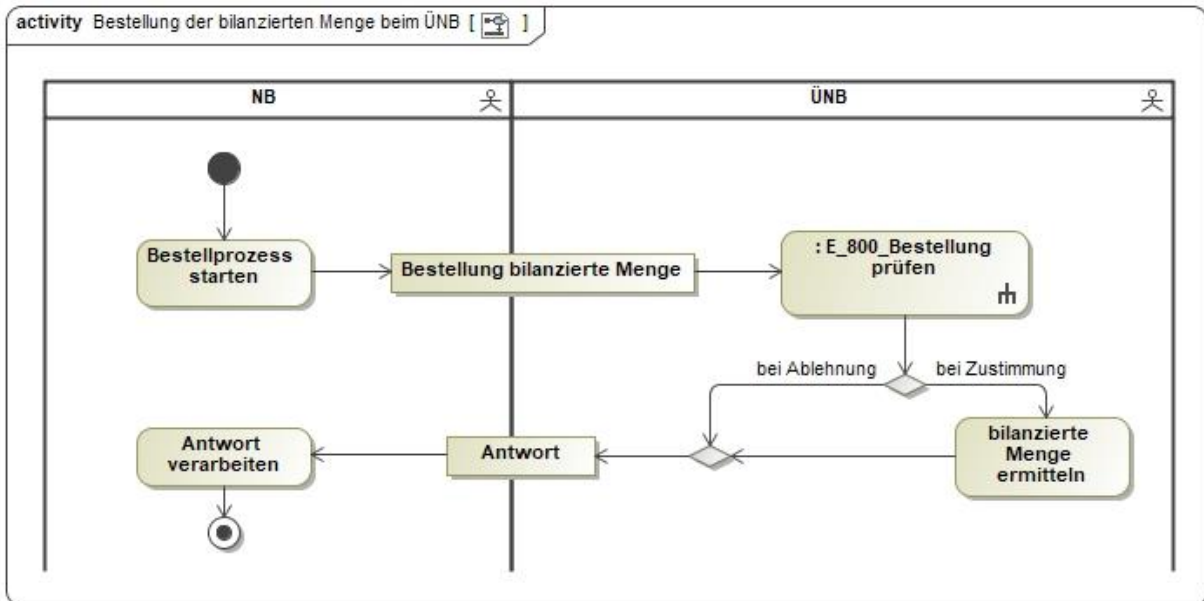 activity Bestellung der bilanzierten Menge beim ÜNB [ ]
NB
ÜNB
Bestellprozess
starten
Bestellung bilanzierte Menge
: E_800_Bestellung
prüfen
bei Ablehnung
bei Zustimmung
Antwort
verarbeiten
Antwort
bilanzierte
Menge
ermitteln